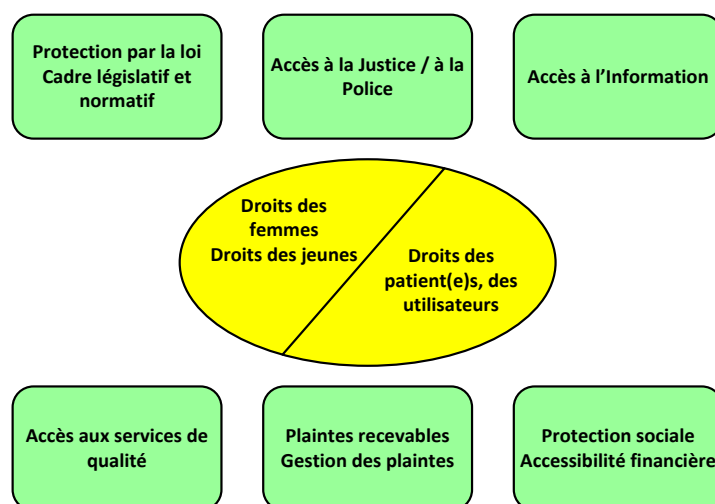 Protection par la loi
Cadre législatif et
normatif
Accès à la Justice / à la
Police
Accès à l’Information
Droits des
femmes
Droits des jeunes
Droits des
patient(e)s, des
utilisateurs
Accès aux services de
qualité
Plaintes recevables
Gestion des plaintes
Protection sociale
Accessibilité financière